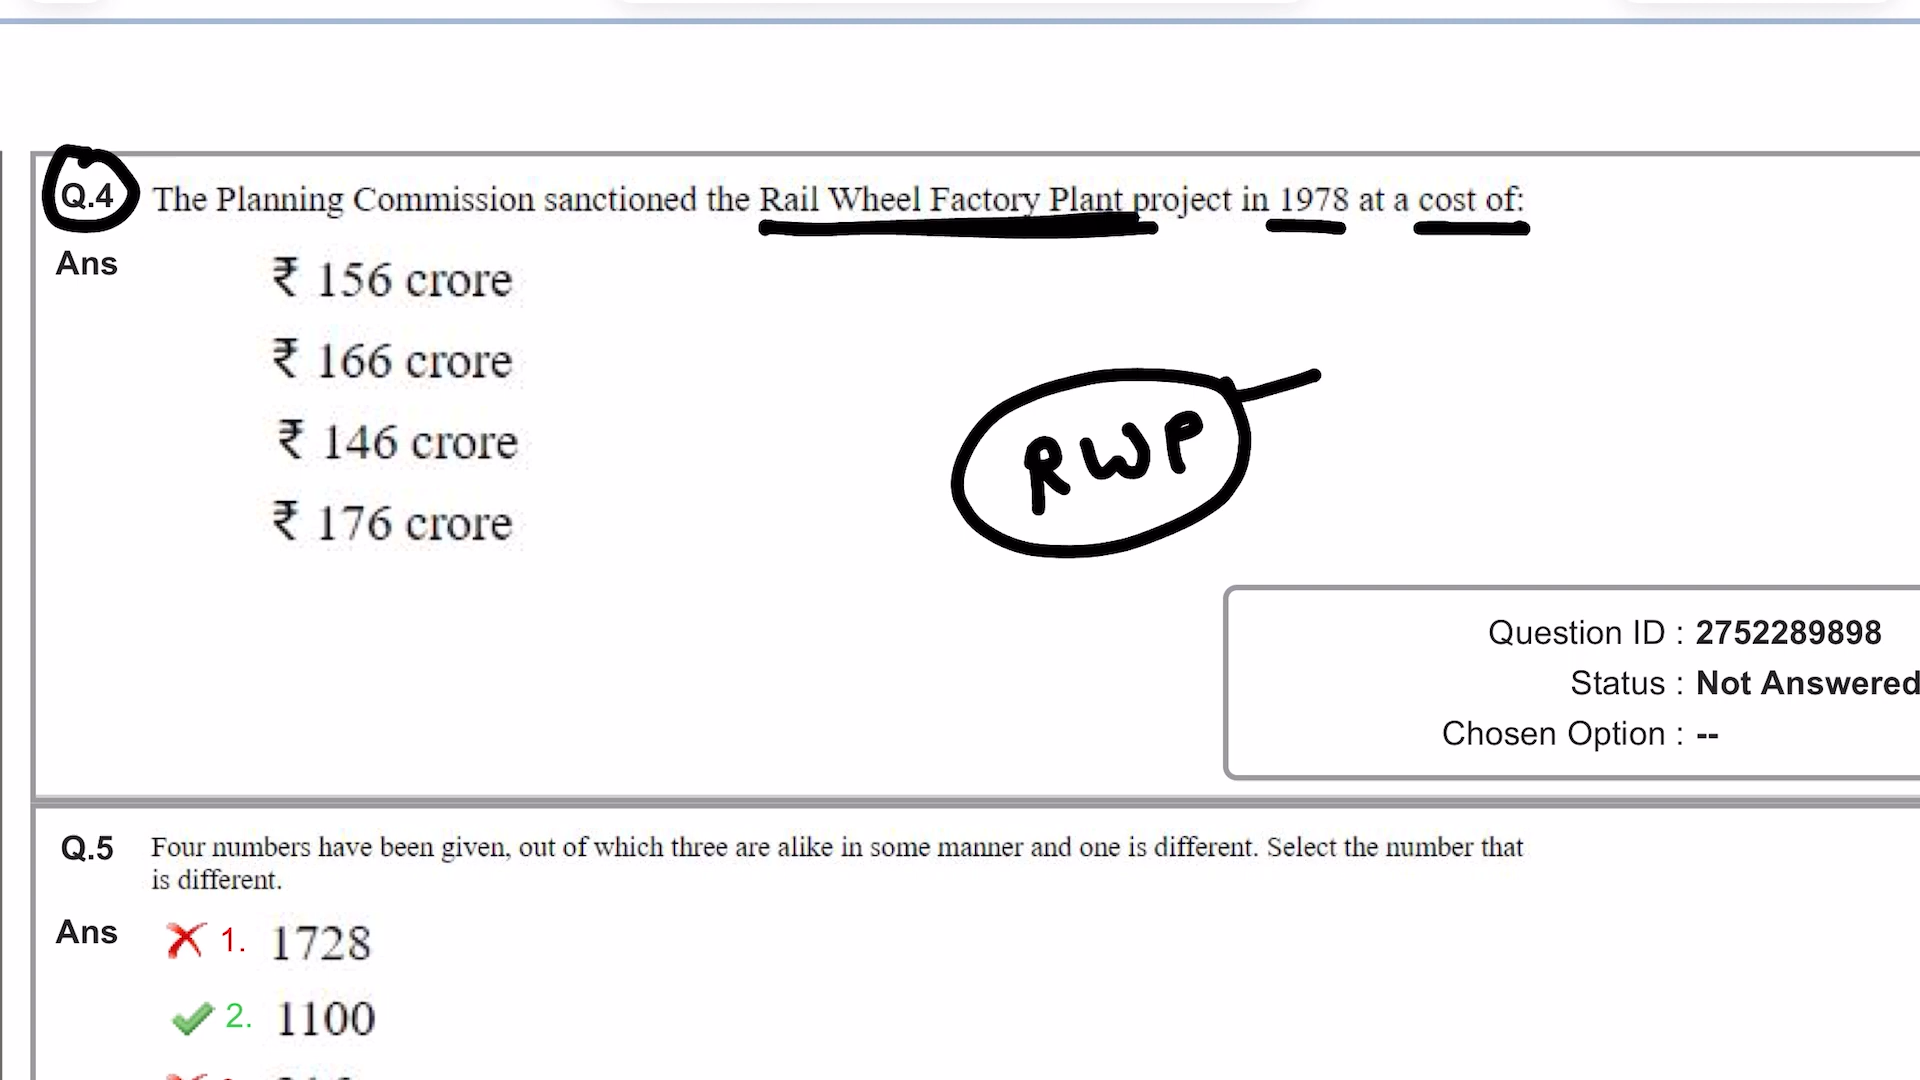 Q.4 The Planning Commission sanctioned the Rail Wheel Factory Plant project in 1978 at a cost of:
Ans
₹ 156 crore
₹ 166 crore
₹ 146 crore
₹ 176 crore
RWP
Question ID : 2752289898
Status : Not Answered
Chosen Option : --
Q.5 Four numbers have been given, out of which three are alike in some manner and one is different. Select the number that
is different.
Ans
1. 1728
2. 1100